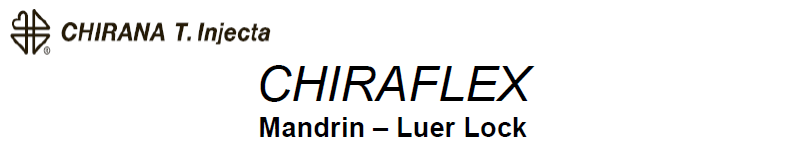 CHIRANA T. Injecta
®
CHIRAFLEX
Mandrin – Luer Lock